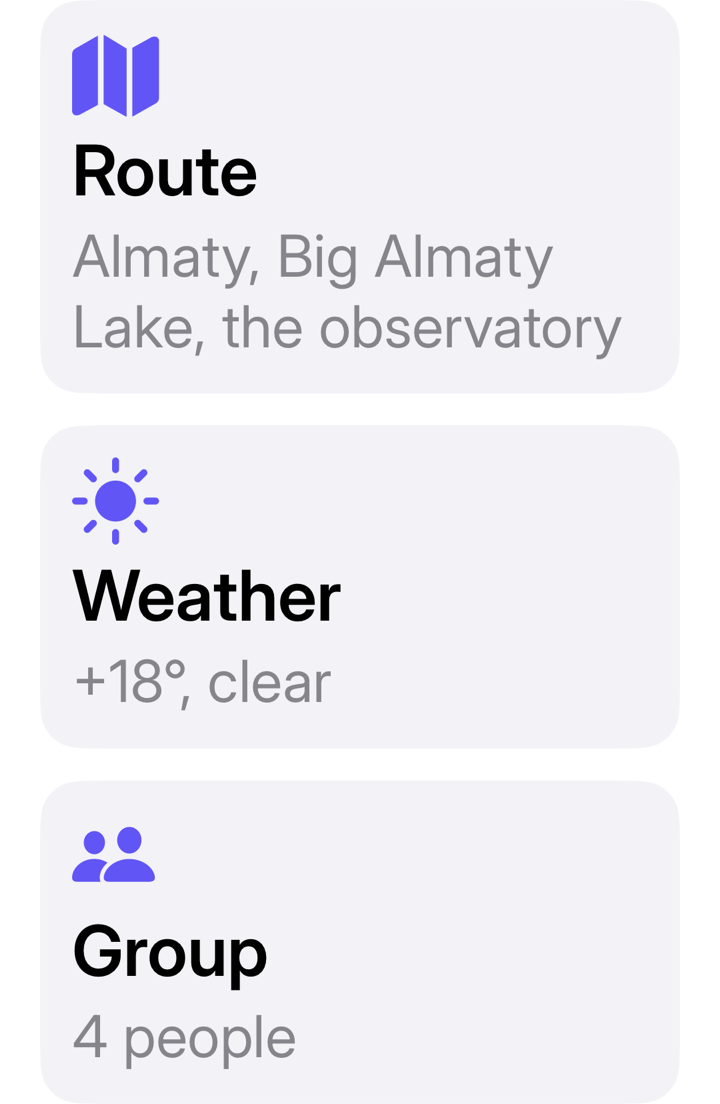 Route
Almaty, Big Almaty
Lake, the observatory
Weather
+18°, clear
Group
4 people